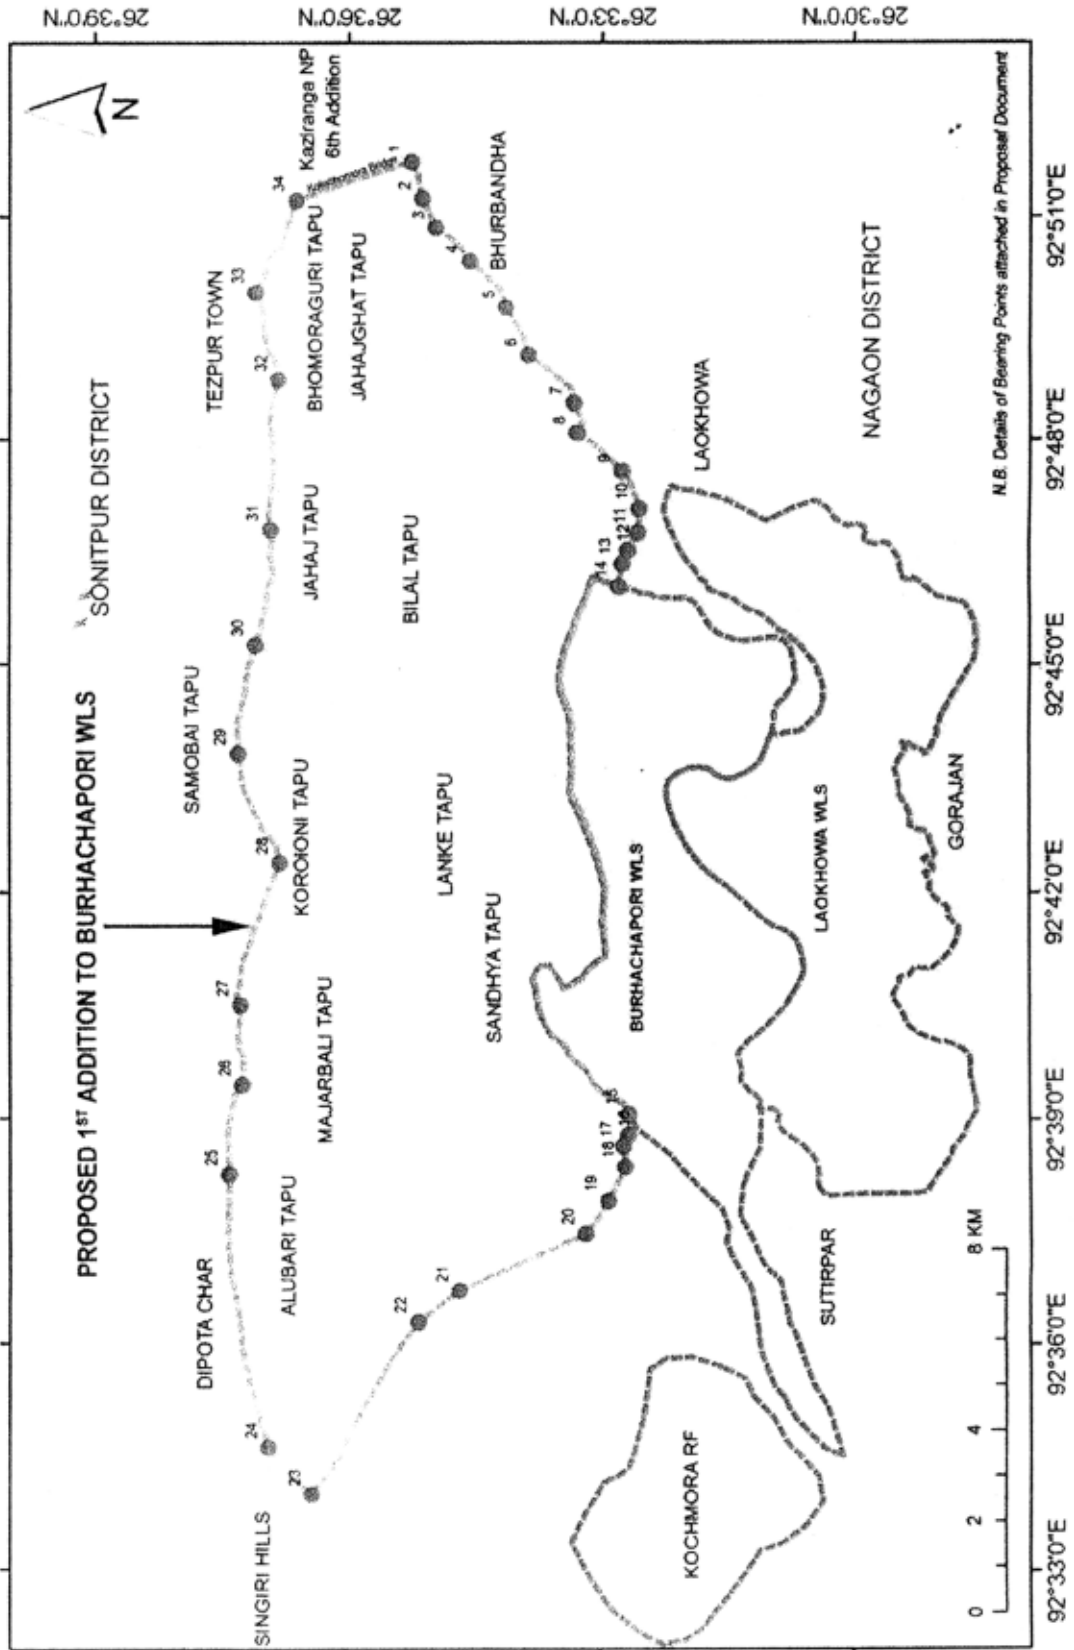 PROPOSED 1ST ADDITION TO BURHACHAPORI WLS
SONITPUR DISTRICT
N
SINGIRI HILLS
DIPOTA CHAR
SAMOBAI TAPU
TEZPUR TOWN
Kaziranga NP
6th Addition
23
24
25
26
27
28
29
30
31
32
33
34
ALUBARI TAPU
MAJARBALI TAPU
KOROIONI TAPU
JAHAJ TAPU
BHOMORAGURI TAPU
JAHAJGHAT TAPU
LANKE TAPU
BILAL TAPU
SANDHYA TAPU
1
2
3
4
5
6
7
8
9
10
11
12
13
14
15
17
18
19
20
21
22
BHURBANDHA
BURHACHAPORI WLS
LAOKHOWA
KOCHMORA RF
SUTIRPAR
LAOKHOWA WLS
GORAJAN
NAGAON DISTRICT
0 2 4 8 KM
N.B. Details of Bearing Points attached in Proposal Document
92°33'0"E 92°36'0"E 92°39'0"E 92°42'0"E 92°45'0"E 92°48'0"E 92°51'0"E
26°39'0"N
26°36'0"N
26°33'0"N
26°30'0"N